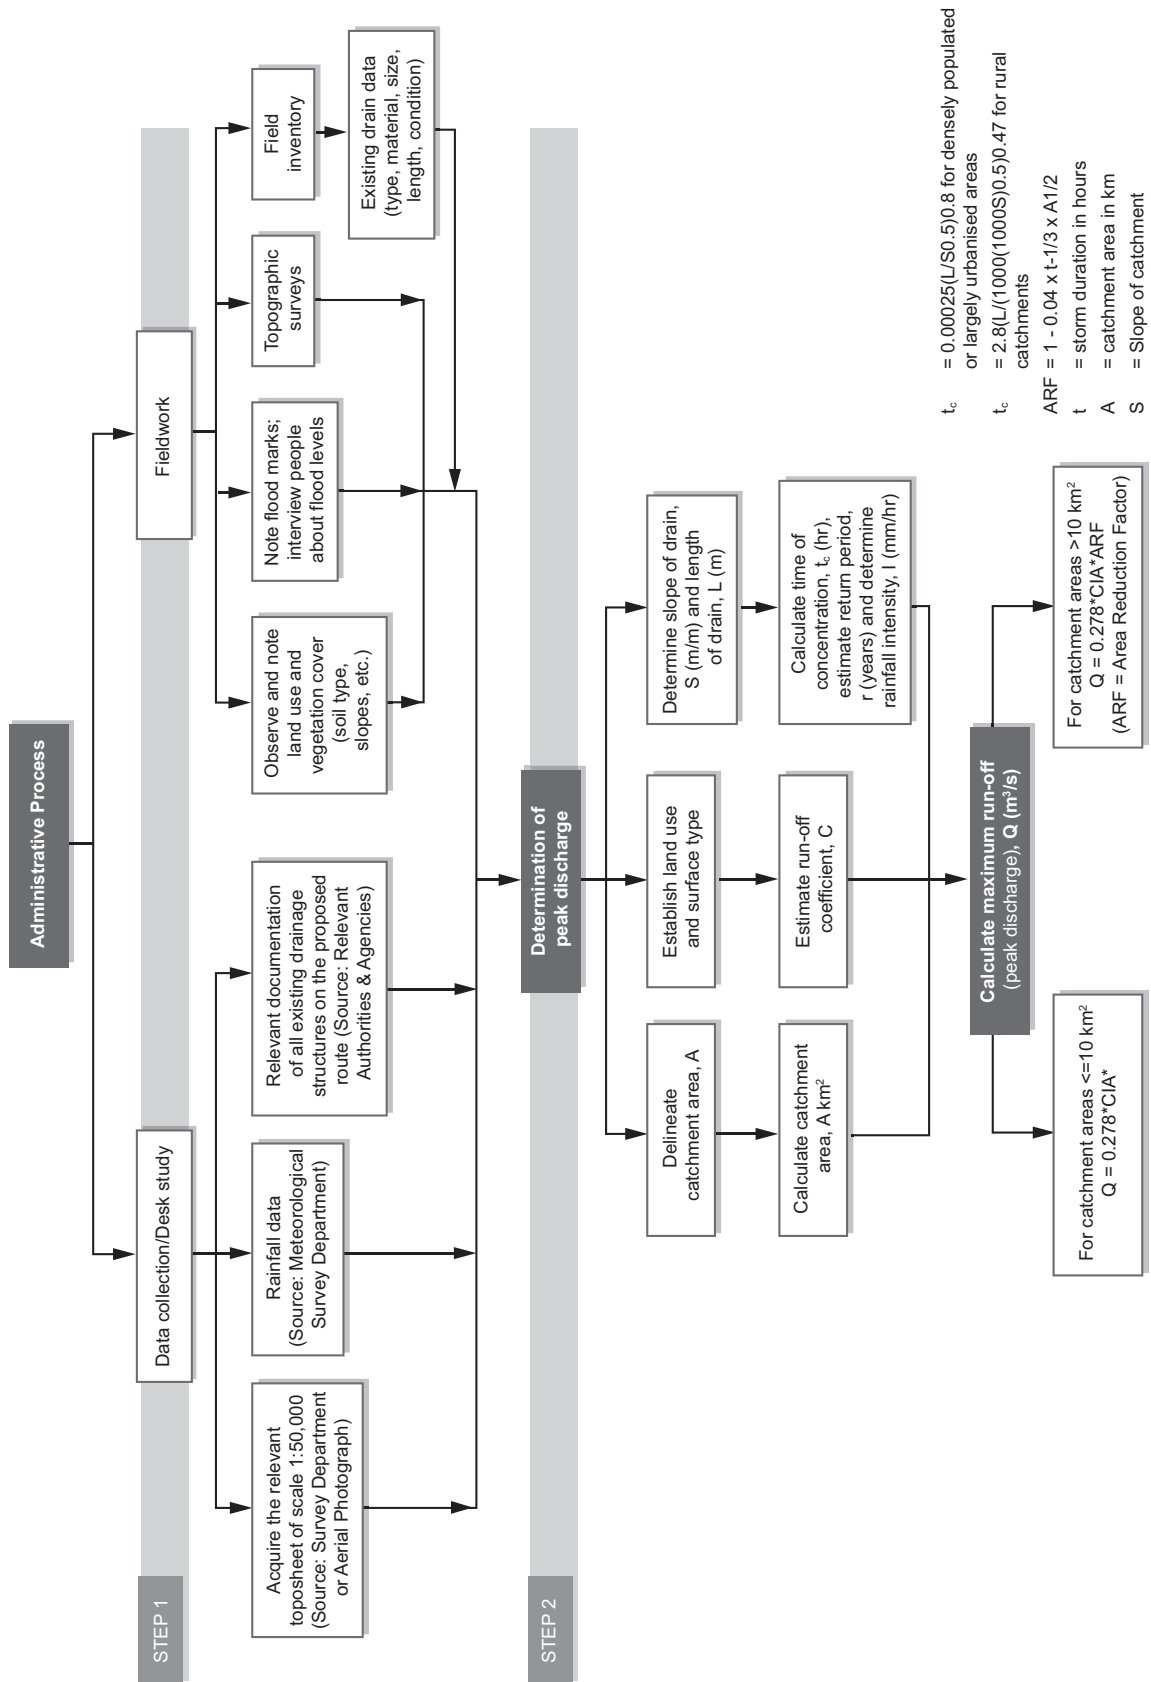 Administrative Process
STEP 1
Data collection/Desk study
Fieldwork
Acquire the relevant
toposheet of scale 1:50,000
(Source: Survey Department
or Aerial Photograph)
Rainfall data
(Source: Meteorological
Survey Department)
Relevant documentation
of all existing drainage
structures on the proposed
route (Source: Relevant
Authorities & Agencies)
Observe and note
land use and
vegetation cover
(soil type,
slopes, etc.)
Note flood marks;
interview people
about flood levels
Topographic
surveys
Field
inventory
Existing drain data
(type, material, size,
length, condition)
STEP 2
Determination of
peak discharge
Delineate
catchment area, A
Establish land use
and surface type
Determine slope of drain,
S (m/m) and length
of drain, L (m)
Calculate catchment
area, A km²
Estimate run-off
coefficient, C
Calculate time of
concentration, tc (hr),
estimate return period,
r (years) and determine
rainfall intensity, I (mm/hr)
Calculate maximum run-off
(peak discharge), Q (m³/s)
For catchment areas <=10 km²
Q = 0.278*CIA*
For catchment areas >10 km²
Q = 0.278*CIA*ARF
(ARF = Area Reduction Factor)
tc = 0.00025(L/S0.5)0.8 for densely populated
or largely urbanised areas
tc = 2.8(L/(1000(1000S)0.5)0.47 for rural
catchments
ARF = 1 - 0.04 x t-1/3 x A1/2
t = storm duration in hours
A = catchment area in km
S = Slope of catchment